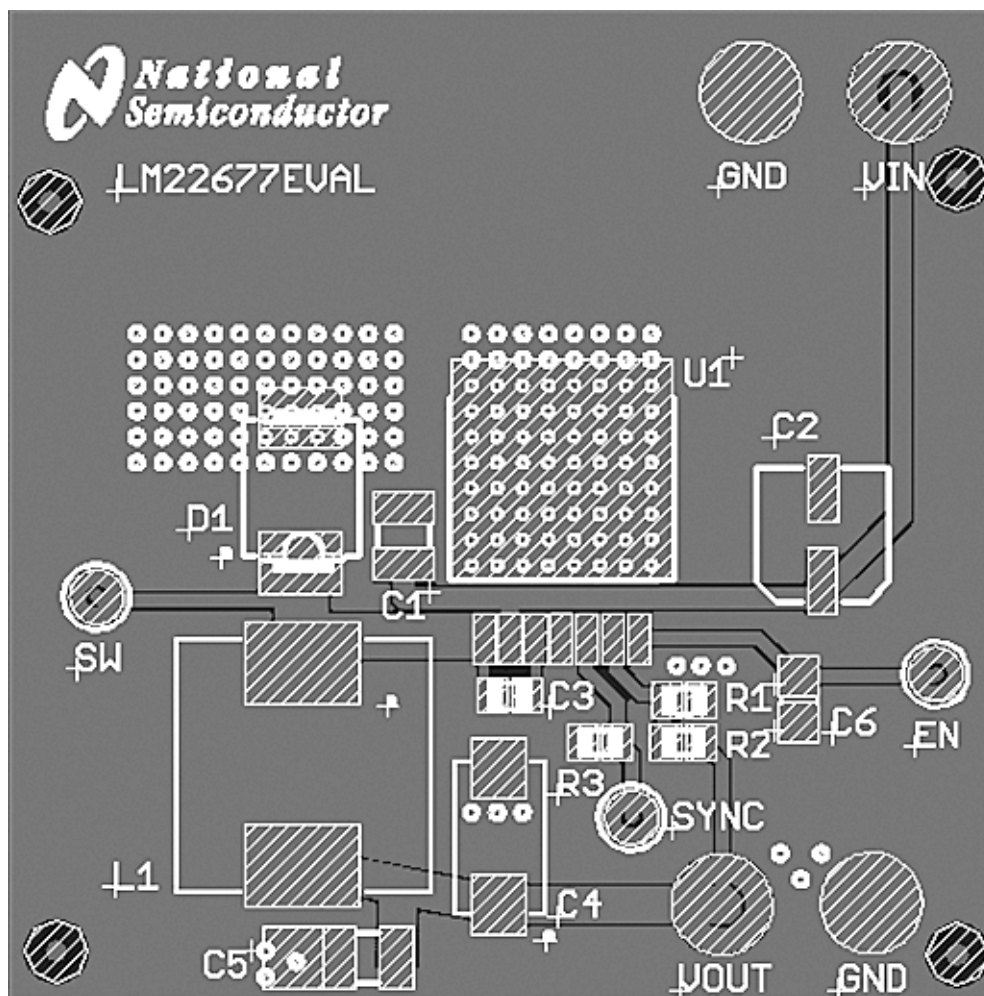 National
Semiconductor
LM22677EVAL
GND
VIN
U1
C2
D1
C1
SW
C3
R1
C6
EN
R2
R3
SYNC
L1
C4
C5
VOUT
GND